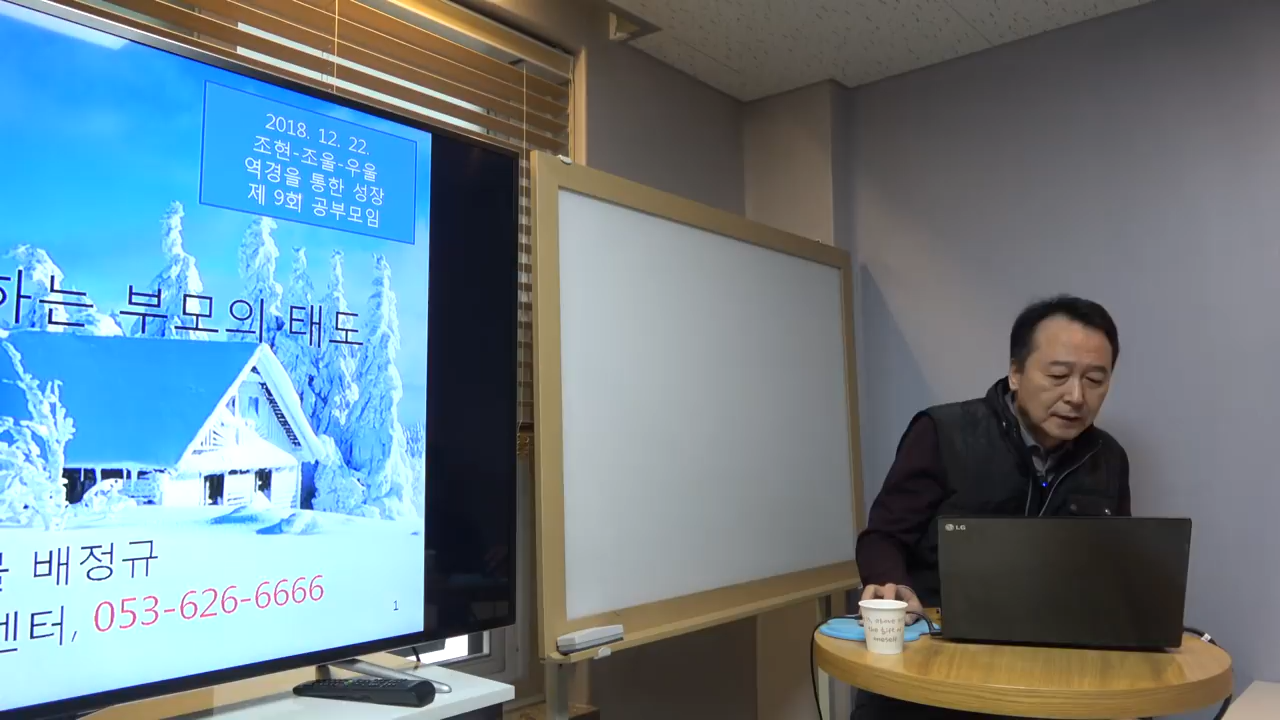 2018. 12. 22.
조현-조울-우울
역경을 통한 성장
제 9회 공부모임
하는 부모의 태도
배정규
센터, 053-626-6666
1
LG